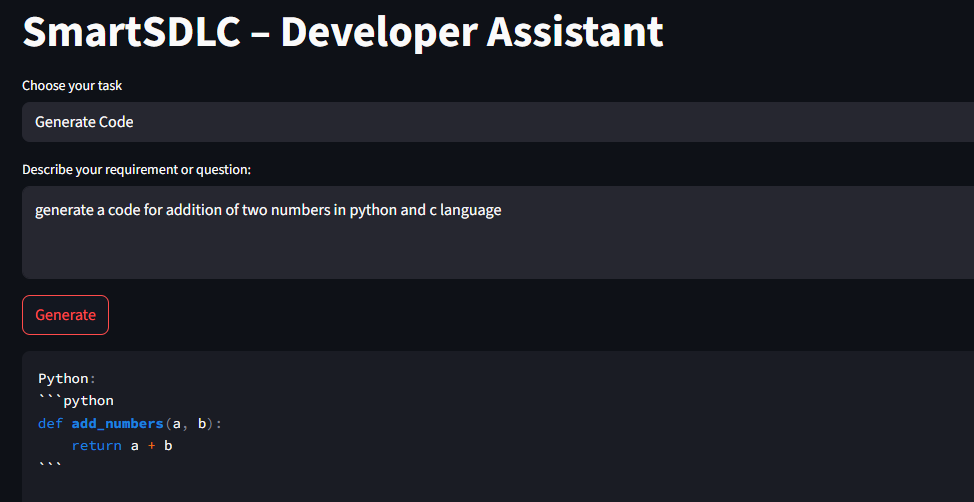 SmartSDLC – Developer Assistant
Choose your task
Generate Code
Describe your requirement or question:
generate a code for addition of two numbers in python and c language
Generate
Python:
```python
def add_numbers(a, b):
    return a + b
```